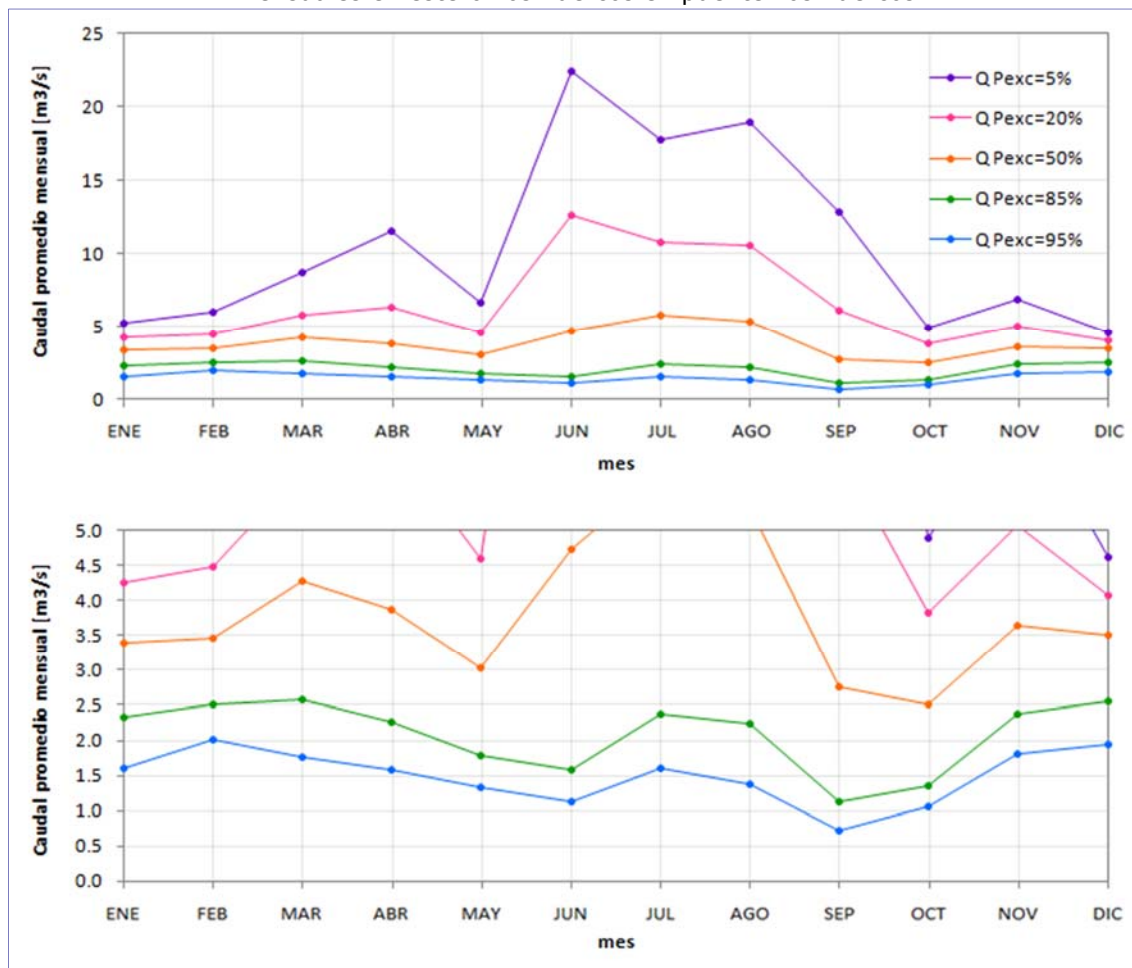 25
20
15
10
5
0
Caudal promedio mensual [m3/s]
Q Pexc=5%
Q Pexc=20%
Q Pexc=50%
Q Pexc=85%
Q Pexc=95%
ENE FEB MAR ABR MAY JUN JUL AGO SEP OCT NOV DIC
mes
5.0
4.5
4.0
3.5
3.0
2.5
2.0
1.5
1.0
0.5
0.0
Caudal promedio mensual [m3/s]
ENE FEB MAR ABR MAY JUN JUL AGO SEP OCT NOV DIC
mes